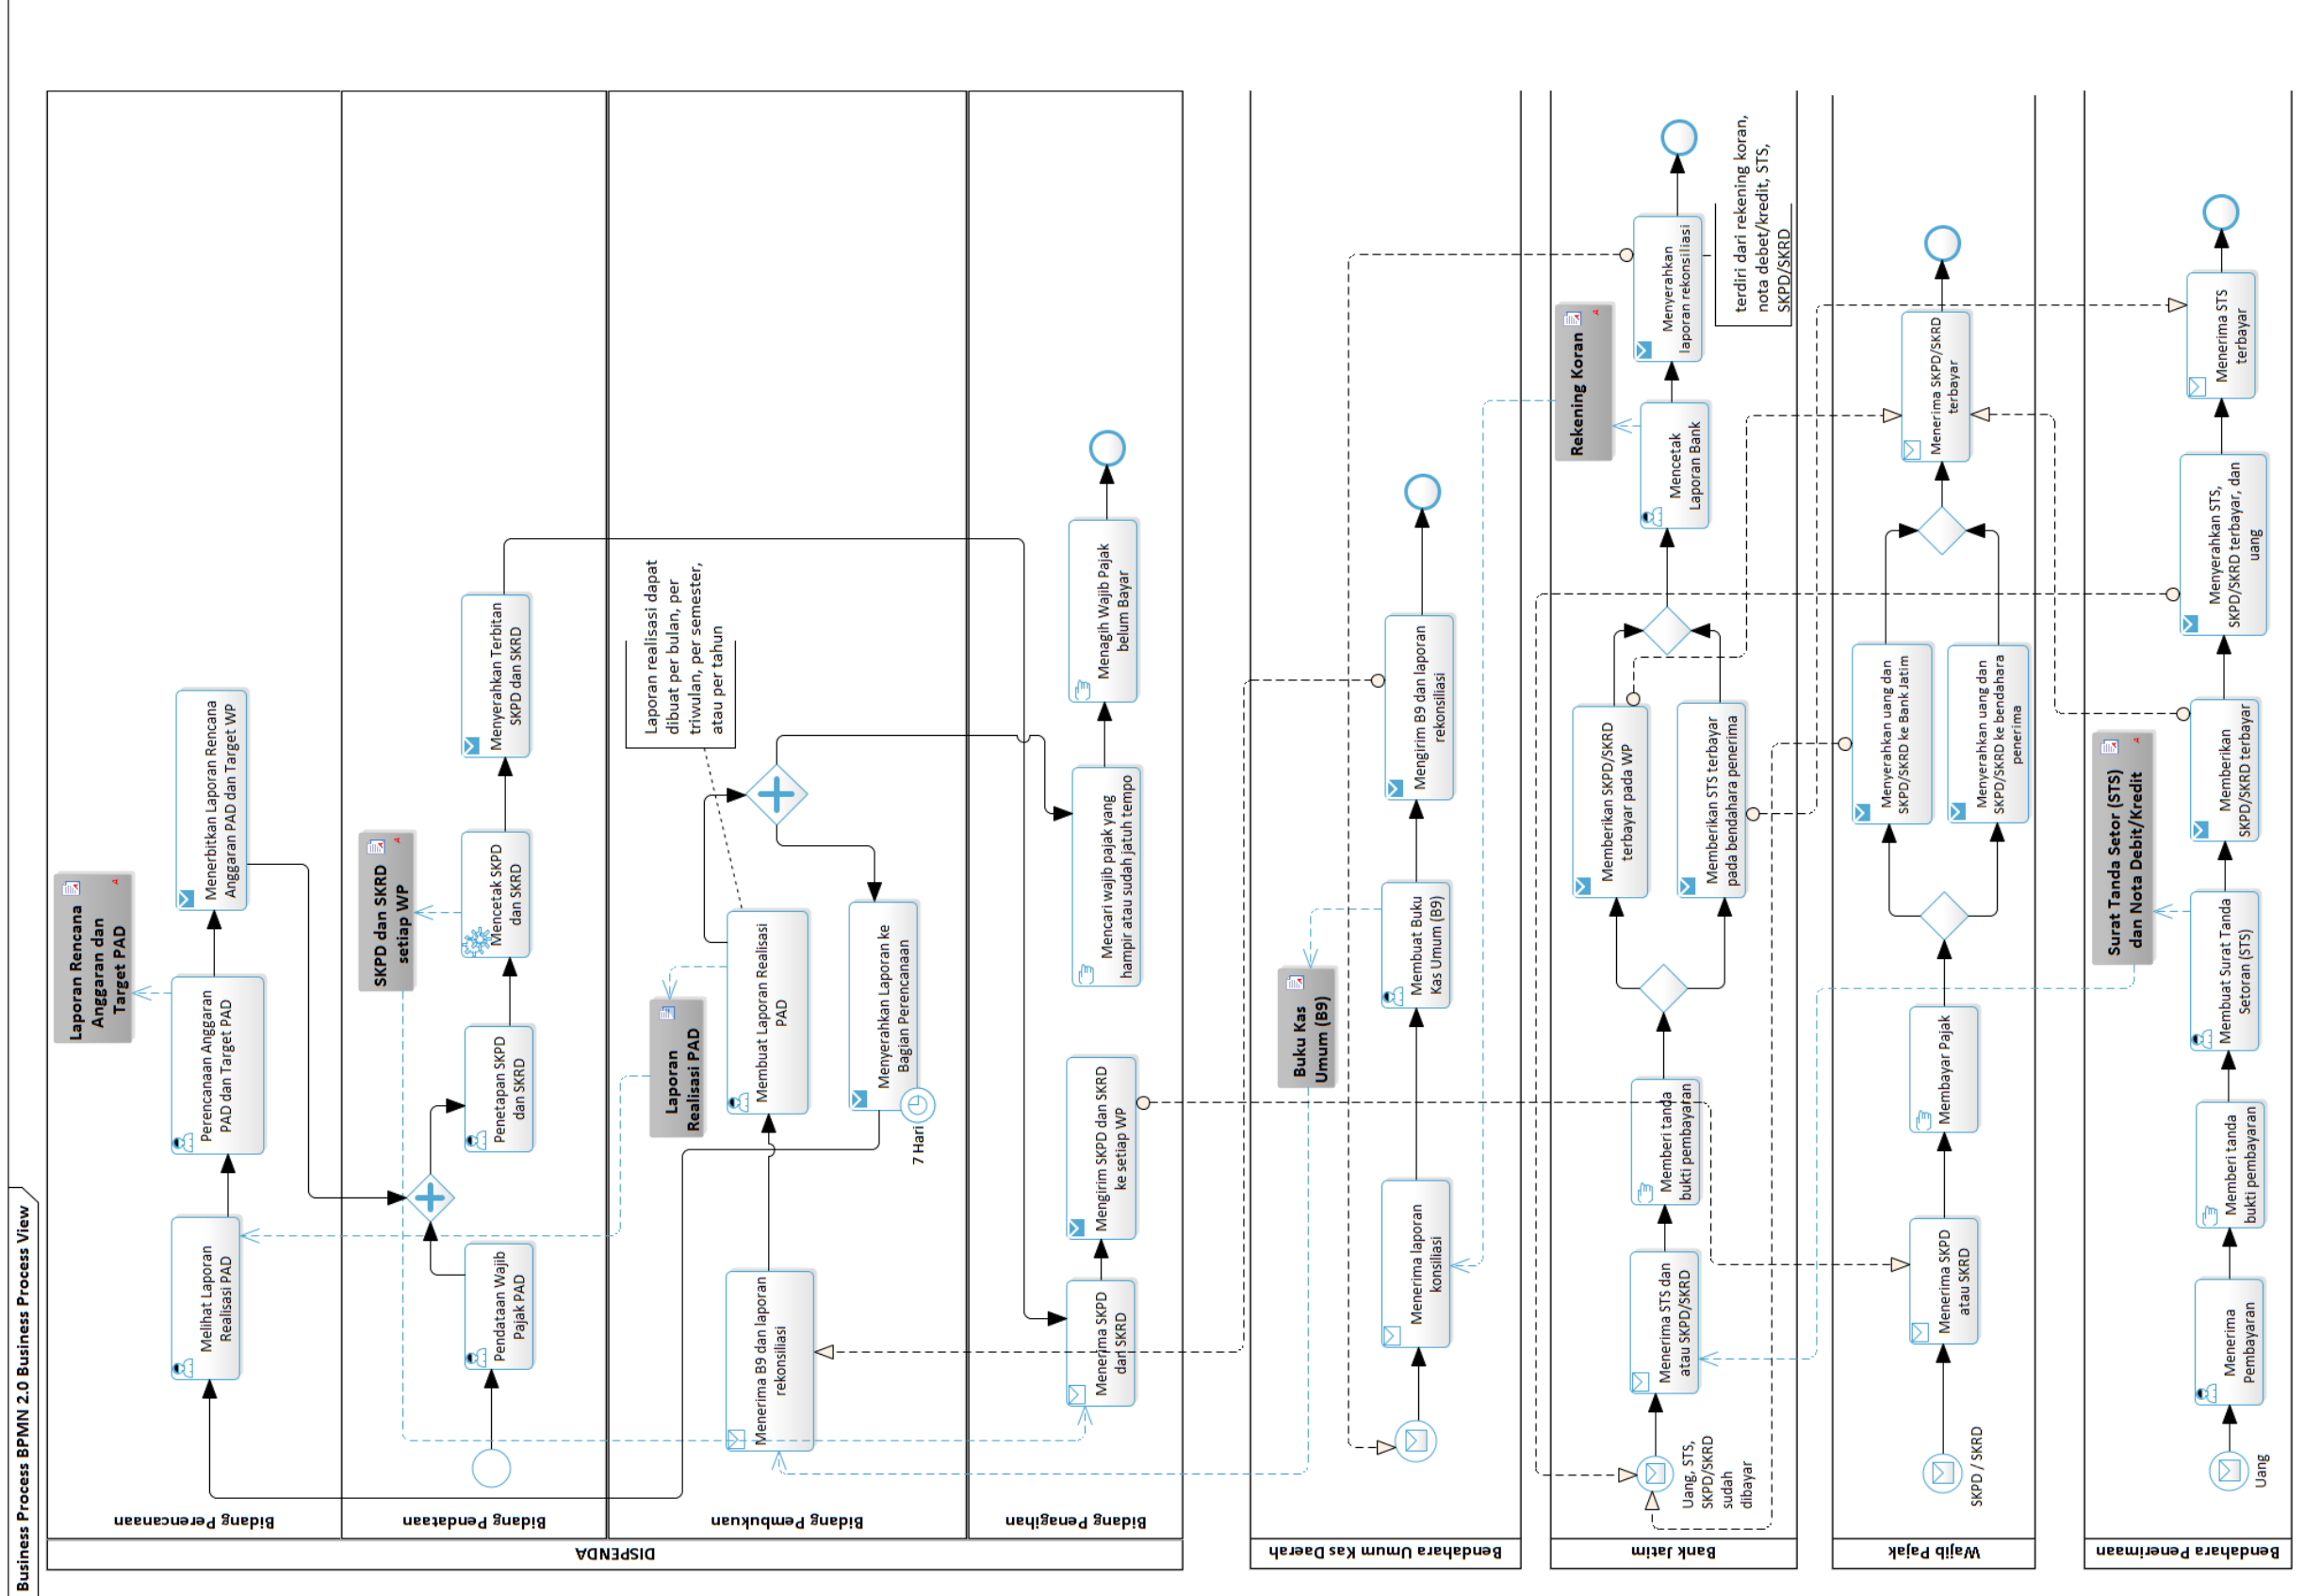 Business Process BPMN 2.0 Business Process View
DISPENDA
Bidang Perencanaan
Melihat Laporan
Realisasi PAD
Perencanaan Anggaran
PAD dan Target PAD
Laporan Rencana
Anggaran dan
Target PAD
Menerbitkan Laporan Rencana
Anggaran PAD dan Target WP
Bidang Pendataan
Pendataan Wajib
Pajak PAD
Penetapan SKPD
dan SKRD
SKPD dan SKRD
setiap WP
Mencetak SKPD
dan SKRD
Menyerahkan Terbitan
SKPD dan SKRD
Bidang Pembukuan
Menerima B9 dan laporan
rekonsiliasi
Laporan
Realisasi PAD
Membuat Laporan Realisasi
PAD
Menyerahkan Laporan ke
Bagian Perencanaan
7 Hari
Laporan realisasi dapat
dibuat per bulan, per
triwulan, per semester,
atau per tahun
Bidang Penagihan
Menerima SKPD
dan SKRD
Mengirim SKPD dan SKRD
ke setiap WP
Mencari wajib pajak yang
hampir atau sudah jatuh tempo
Menagih Wajib Pajak
belum Bayar
Bendahara Umum Kas Daerah
Menerima laporan
konsiliasi
Buku Kas
Umum (B9)
Membuat Buku
Kas Umum (B9)
Mengirim B9 dan laporan
rekonsiliasi
Bank Jatim
Uang, STS,
SKPD/SKRD
sudah
dibayar
Menerima STS dan
atau SKPD/SKRD
Memberi tanda
bukti pembayaran
Memberikan SKPD/SKRD
terbayar pada WP
Memberikan STS terbayar
pada bendahara penerima
Mencetak
Laporan Bank
Rekening Koran
Menyerahkan
laporan rekonsiliasi
terdiri dari rekening koran,
nota debet/kredit, STS,
SKPD/SKRD
Wajib Pajak
SKPD / SKRD
Menerima SKPD
atau SKRD
Membayar Pajak
Menyerahkan uang dan
SKPD/SKRD ke Bank Jatim
Menyerahkan uang dan
SKPD/SKRD ke bendahara
penerima
Menerima SKPD/SKRD
terbayar
Bendahara Penerimaan
Uang
Menerima
Pembayaran
Memberi tanda
bukti pembayaran
Membuat Surat Tanda
Setoran (STS)
Surat Tanda Setor (STS)
dan Nota Debit/Kredit
Memberikan
SKPD/SKRD terbayar
Menyerahkan STS,
SKPD/SKRD terbayar, dan
uang
Menerima STS
terbayar